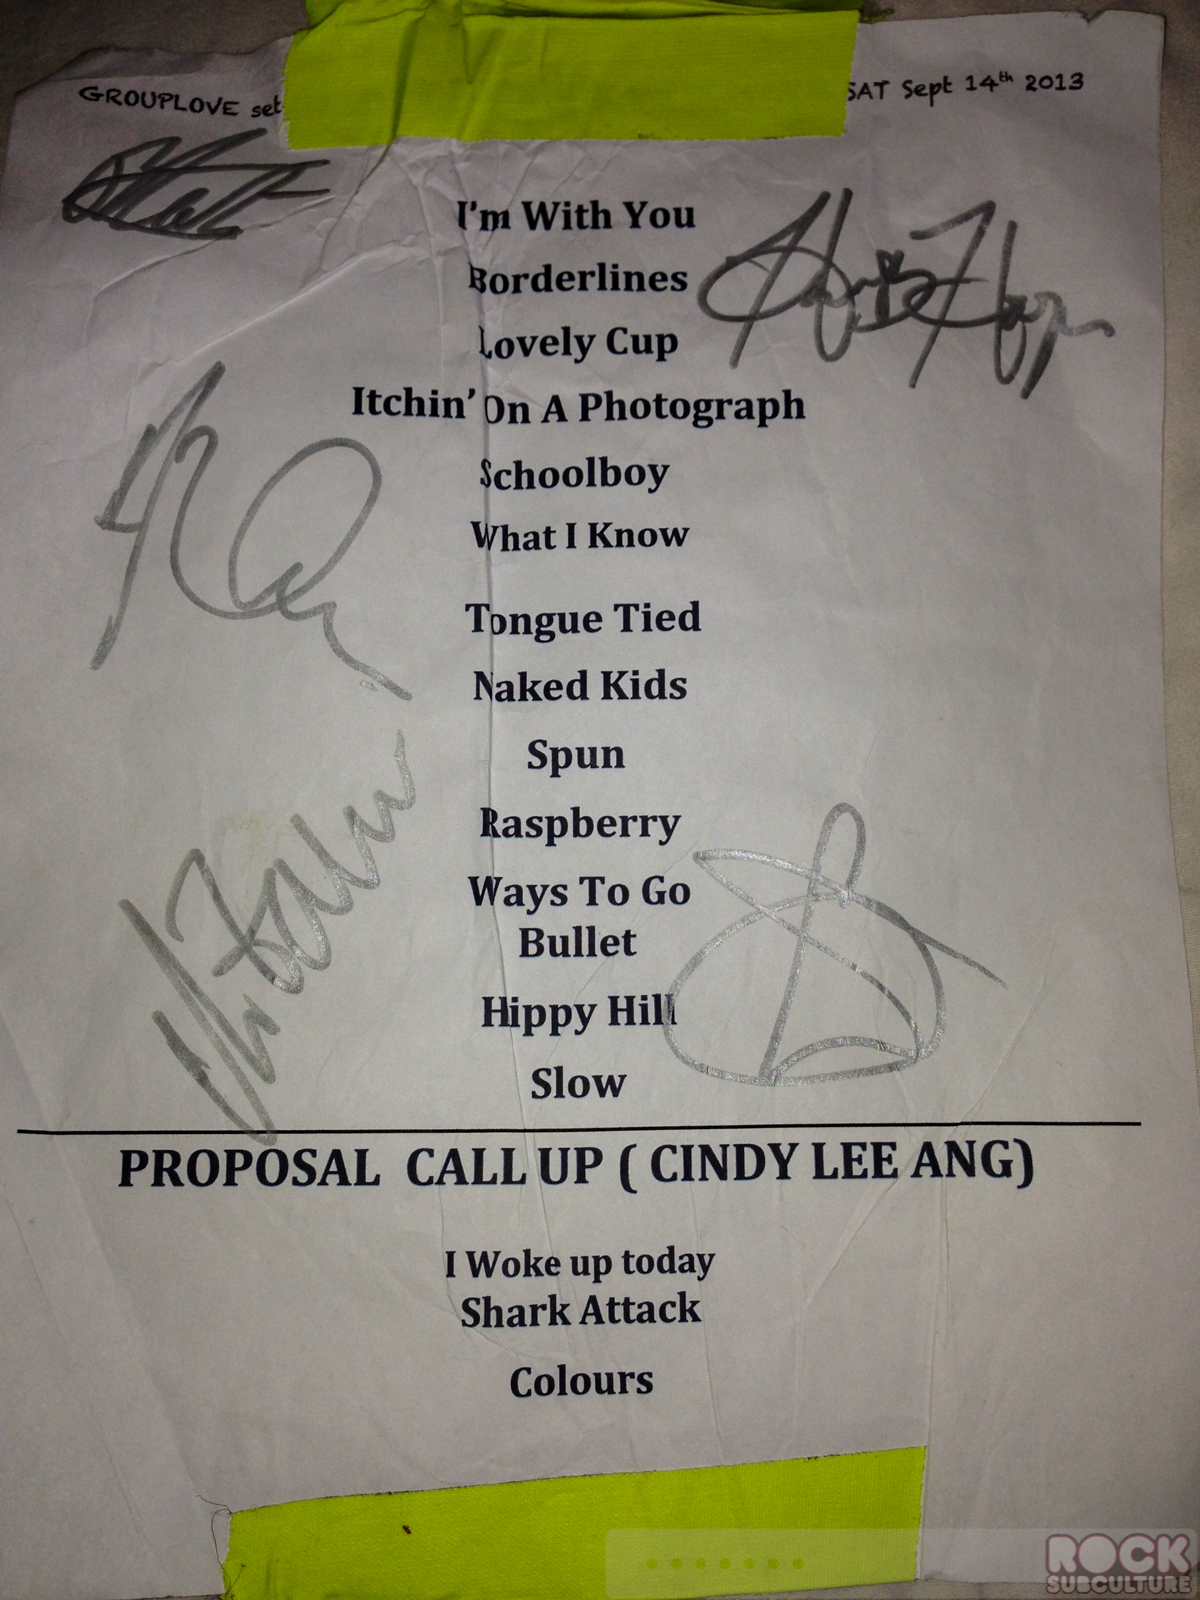 GROUPLOVE set
SAT Sept 14th 2013
I'm With You
Borderlines
Lovely Cup
Itchin' On A Photograph
Schoolboy
What I Know
Tongue Tied
Naked Kids
Spun
Raspberry
Ways To Go
Bullet
Hippy Hill
Slow
PROPOSAL CALL UP ( CINDY LEE ANG)
I Woke up today
Shark Attack
Colours
ROCK
SUBCULTURE